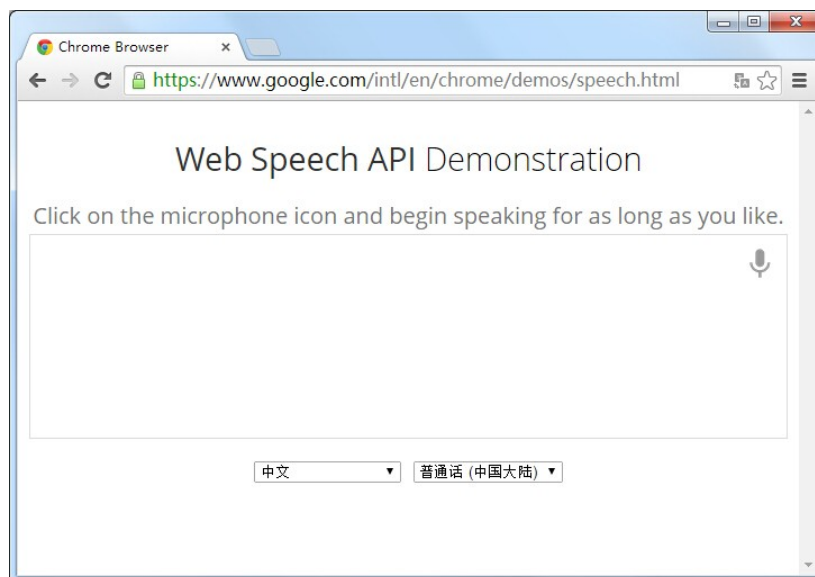 Chrome Browser
https://www.google.com/intl/en/chrome/demos/speech.html
Web Speech API Demonstration
Click on the microphone icon and begin speaking for as long as you like.
中文 普通话 (中国大陆)